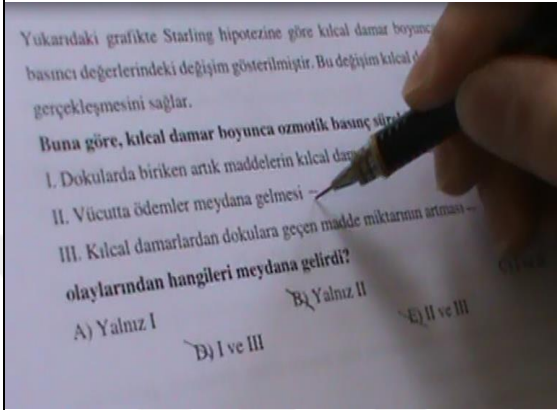 Yukarıdaki grafikte Starling hipotezine göre kılcal damar boyunca
basıncı değerlerindeki değişim gösterilmiştir. Bu değişim kılcal
gerçekleşmesini sağlar.
Buna göre, kılcal damar boyunca ozmotik basınç
I. Dokularda biriken artık maddelerin kılcal
II. Vücutta ödemler meydana gelmesi –
III. Kılcal damarlardan dokulara geçen madde miktarının artması –
olaylarından hangileri meydana gelirdi?
A) Yalnız I B) Yalnız II
D) I ve III E) II ve III